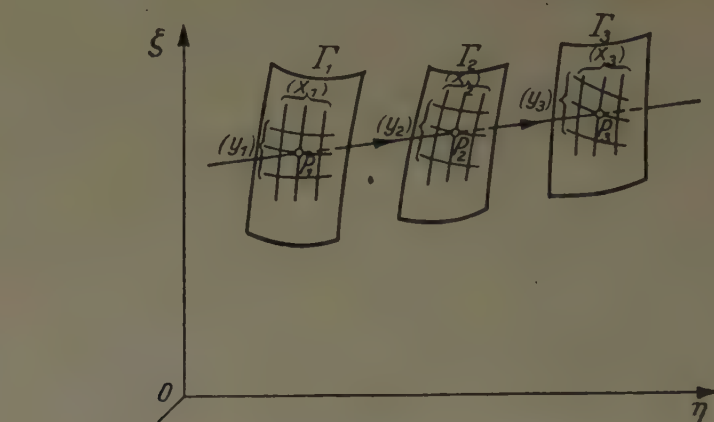 ξ
Γ₁ Γ₂ Γ₃
(x₁) (x₂) (x₃)
(y₁) (y₂) (y₃)
P₁ P₂ P₃
0
η